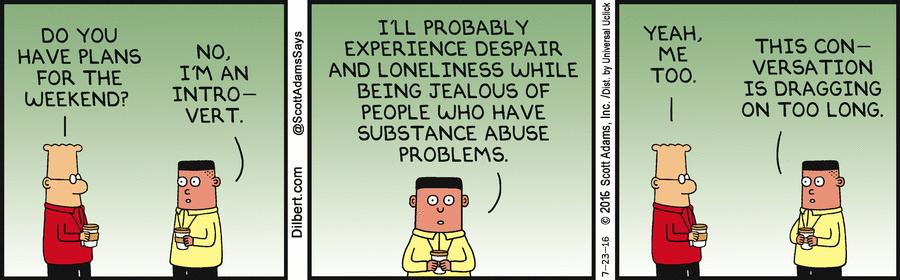 DO YOU
HAVE PLANS
FOR THE
WEEKEND?
NO,
I'M AN
INTRO-
VERT.
Dilbert.com @ScottAdamsSays
I'LL PROBABLY
EXPERIENCE DESPAIR
AND LONELINESS WHILE
BEING JEALOUS OF
PEOPLE WHO HAVE
SUBSTANCE ABUSE
PROBLEMS.
7-23-16 © 2016 Scott Adams, Inc. /Dist. by Universal Uclick
YEAH,
ME
TOO.
THIS CON-
VERSATION
IS DRAGGING
ON TOO LONG.